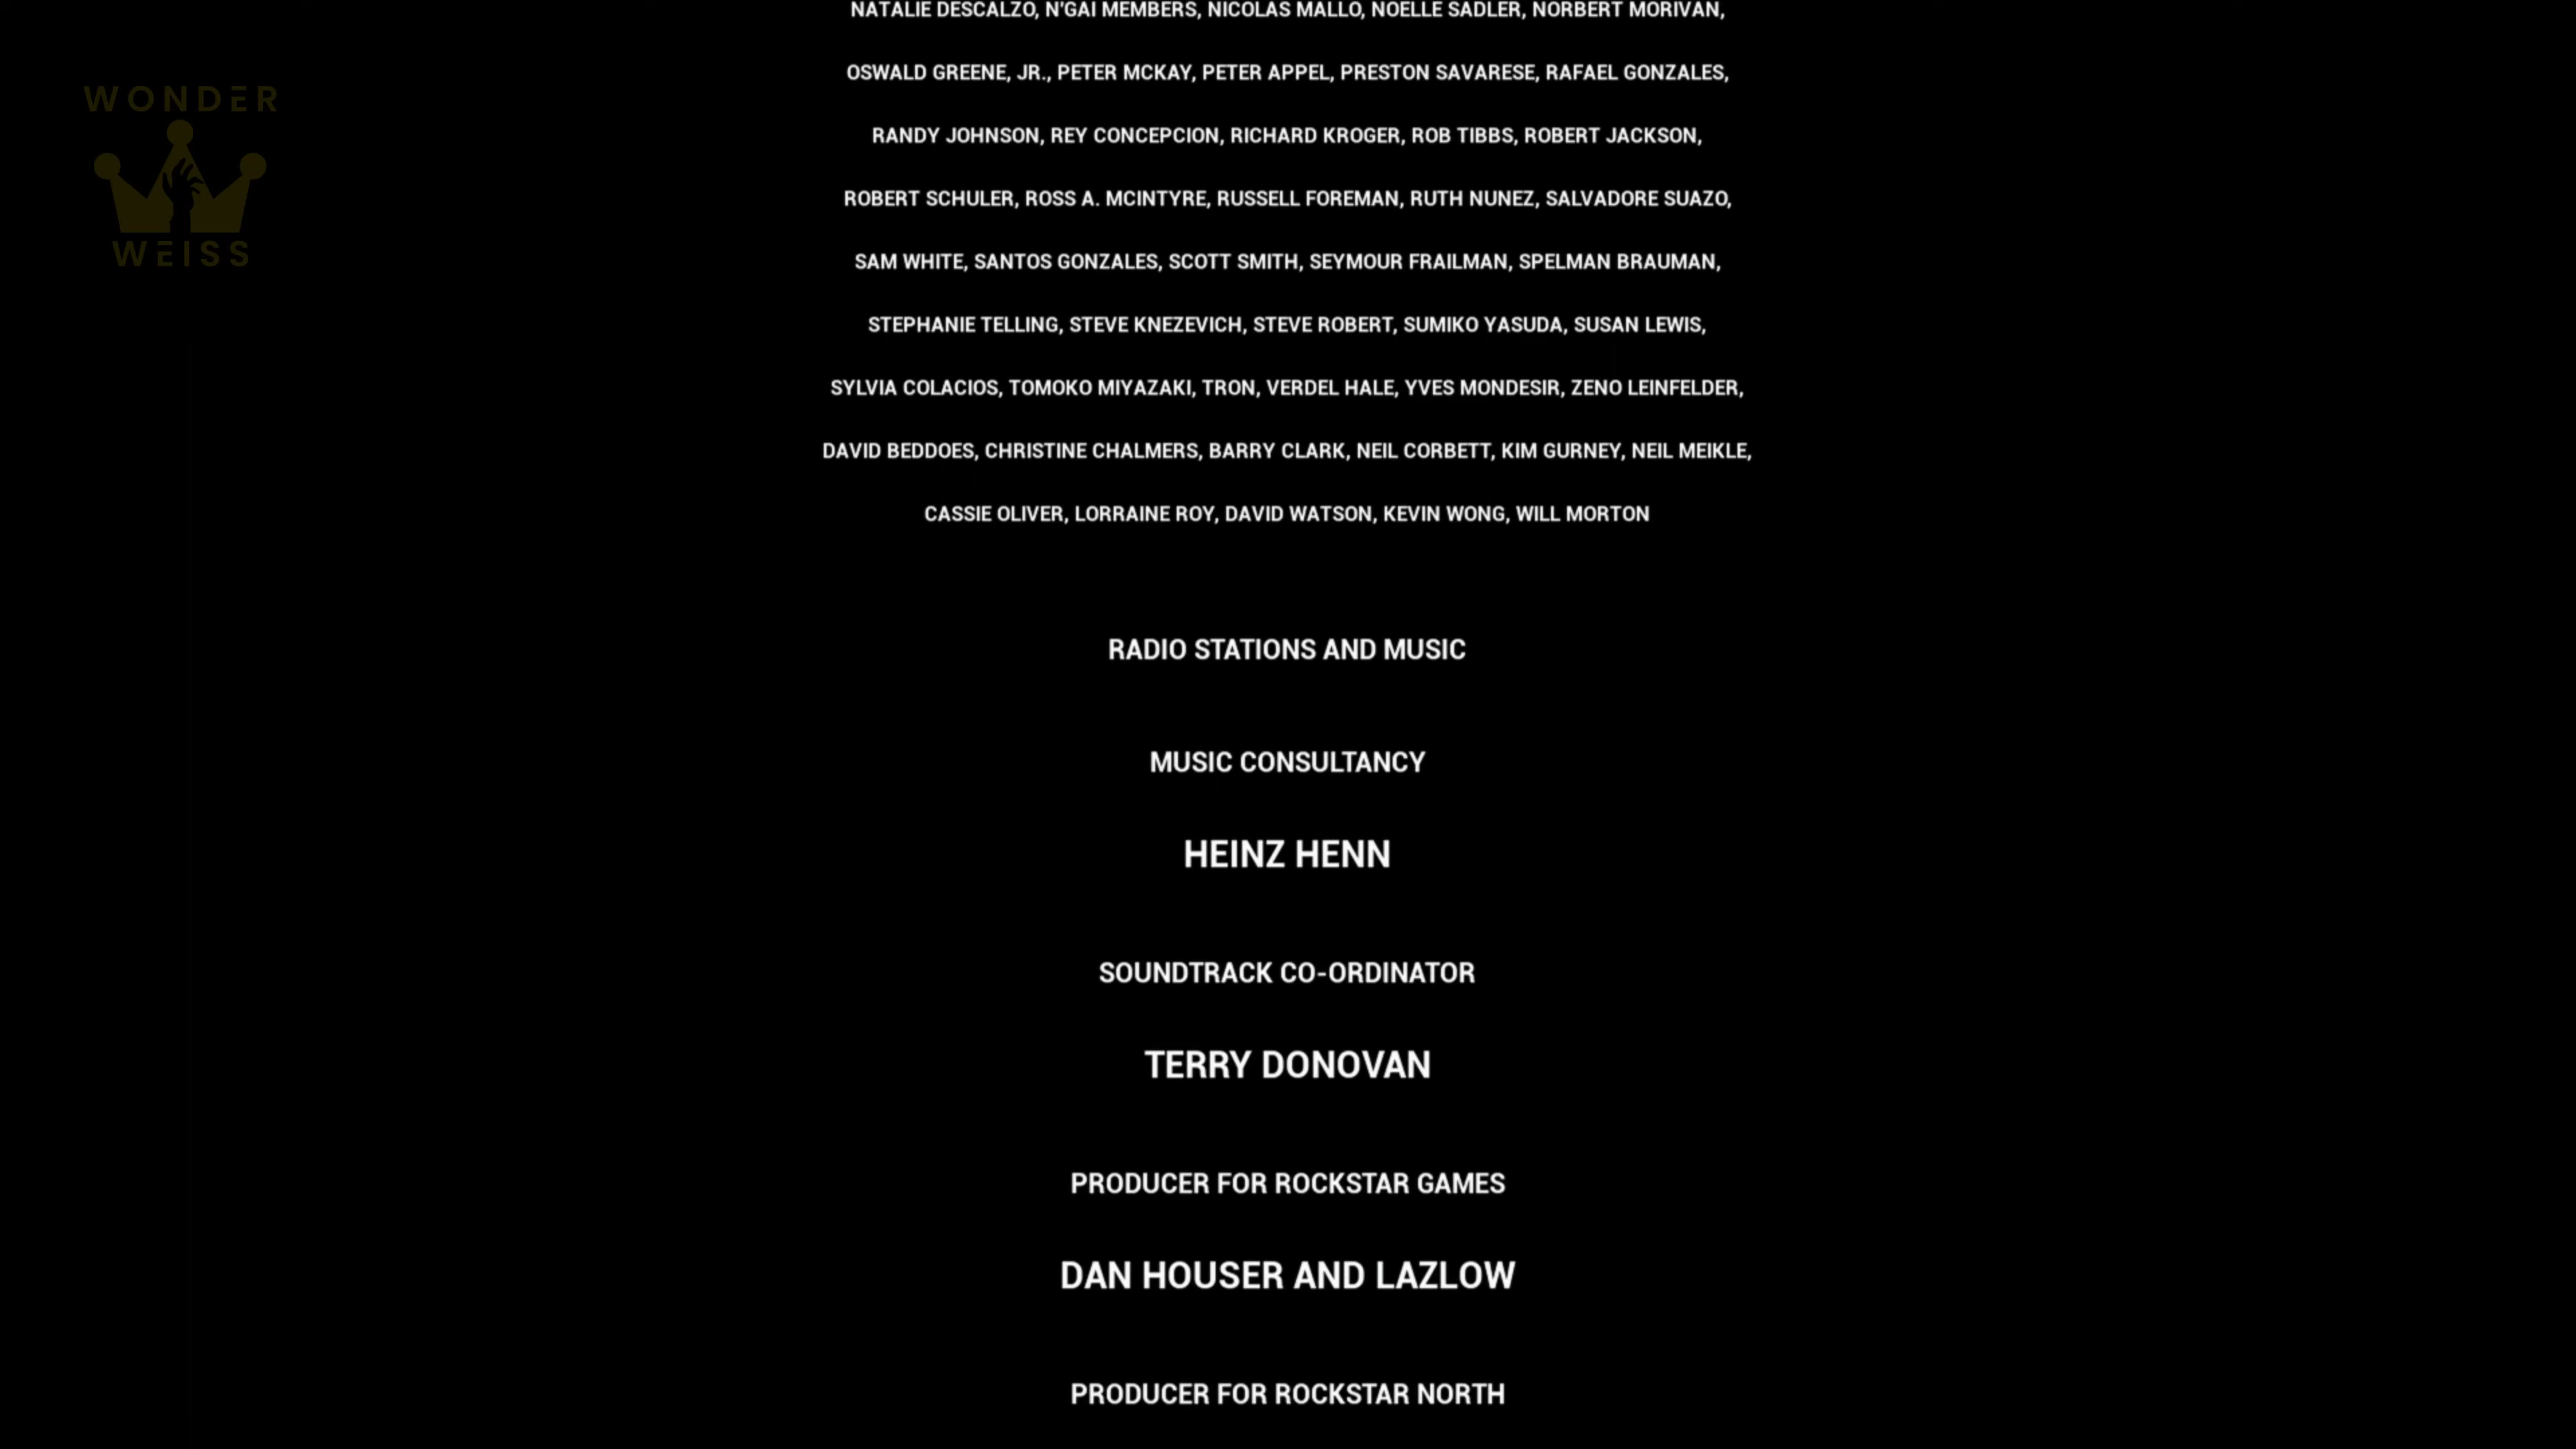 NATALIE DESCALZO, N'GAI MEMBERS, NICOLAS MALLO, NOELLE SADLER, NORBERT MORIVAN,
WONDER
WEISS
OSWALD GREENE, JR., PETER MCKAY, PETER APPEL, PRESTON SAVARESE, RAFAEL GONZALES,
RANDY JOHNSON, REY CONCEPCION, RICHARD KROGER, ROB TIBBS, ROBERT JACKSON,
ROBERT SCHULER, ROSS A. MCINTYRE, RUSSELL FOREMAN, RUTH NUNEZ, SALVADORE SUAZO,
SAM WHITE, SANTOS GONZALES, SCOTT SMITH, SEYMOUR FRAILMAN, SPELMAN BRAUMAN,
STEPHANIE TELLING, STEVE KNEZEVICH, STEVE ROBERT, SUMIKO YASUDA, SUSAN LEWIS,
SYLVIA COLACIOS, TOMOKO MIYAZAKI, TRON, VERDEL HALE, YVES MONDESIR, ZENO LEINFELDER,
DAVID BEDDOES, CHRISTINE CHALMERS, BARRY CLARK, NEIL CORBETT, KIM GURNEY, NEIL MEIKLE,
CASSIE OLIVER, LORRAINE ROY, DAVID WATSON, KEVIN WONG, WILL MORTON
RADIO STATIONS AND MUSIC
MUSIC CONSULTANCY
HEINZ HENN
SOUNDTRACK CO-ORDINATOR
TERRY DONOVAN
PRODUCER FOR ROCKSTAR GAMES
DAN HOUSER AND LAZLOW
PRODUCER FOR ROCKSTAR NORTH